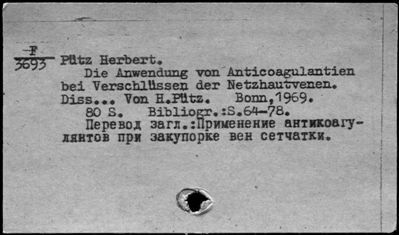 F
3693
Pütz Herbert.
Die Anwendung von Anticoagulantien
bei Verschlüssen der Netzhautvenen.
Diss... Von H.Pütz. Bonn,1969.
80 S. Bibliogr.:S.64-78.
Перевод загл.:Применение антикоагу-
лянтов при закупорке вен сетчатки.